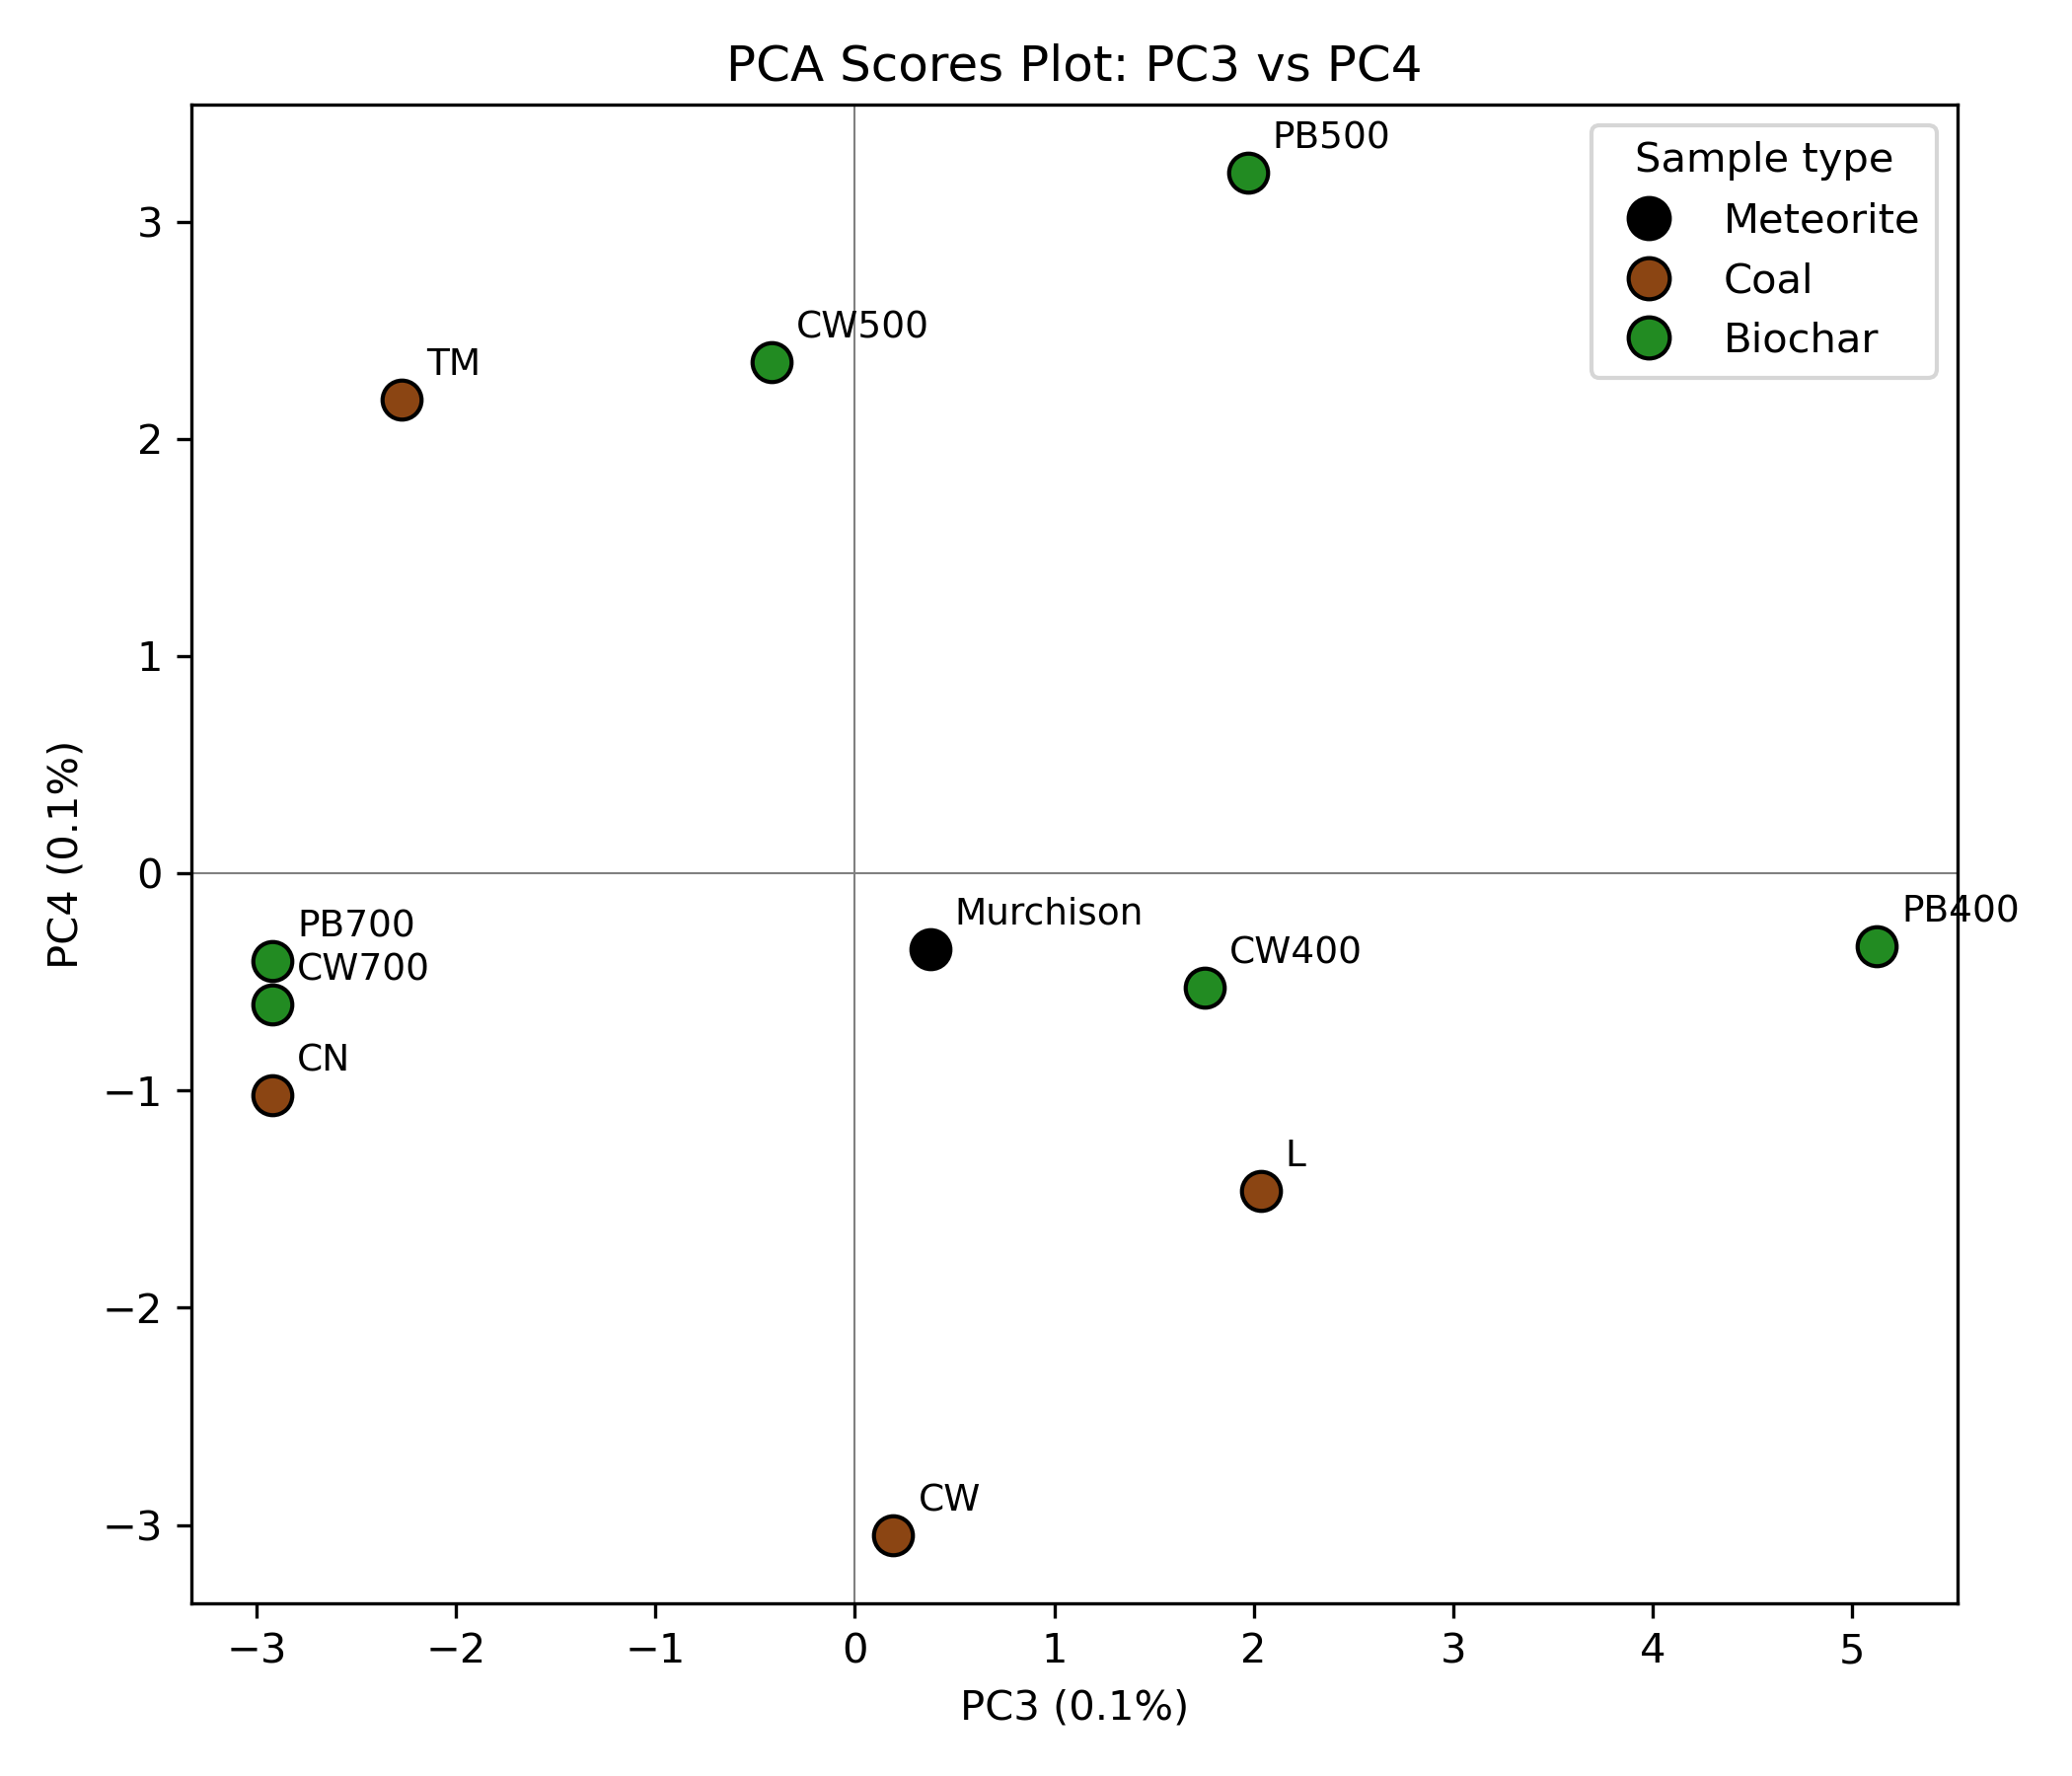 PCA Scores Plot: PC3 vs PC4
PB500
Sample type
Meteorite
Coal
Biochar
CW500
TM
Murchison
PB400
PB700
CW400
CW700
CN
L
CW
3
2
1
0
−1
−2
−3
PC4 (0.1%)
−3
−2
−1
0
1
2
3
4
5
PC3 (0.1%)